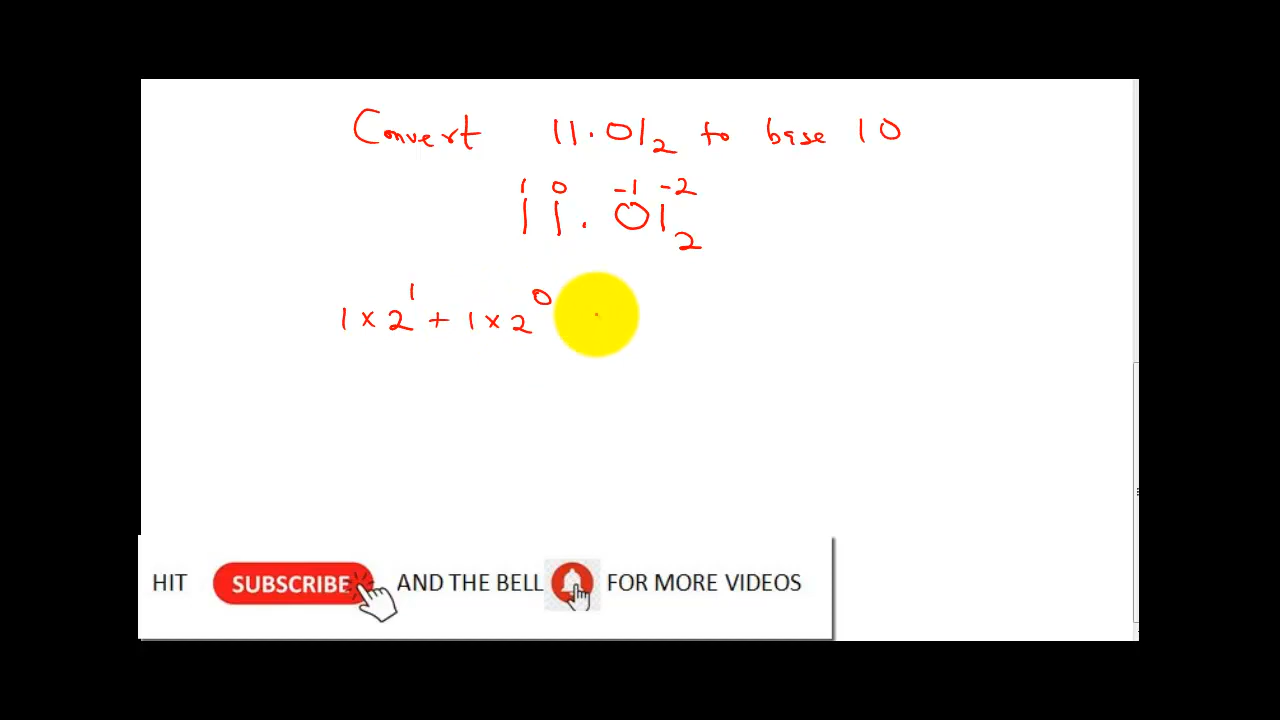 Convert 11.01₂ to base 10
1 0 -1 -2
11.01₂
1 × 2¹ + 1 × 2⁰
HIT SUBSCRIBE AND THE BELL FOR MORE VIDEOS